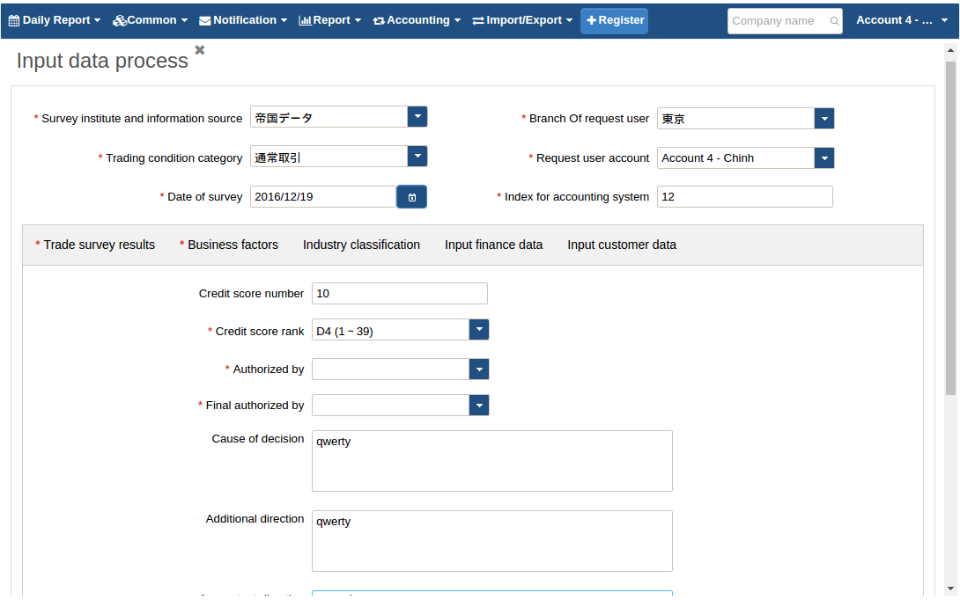 Daily Report Common Notification Report Accounting Import/Export Register Company name Account 4 - ...
Input data process
* Survey institute and information source 帝国データ * Branch Of request user 東京
* Trading condition category 通常取引 * Request user account Account 4 - Chinh
* Date of survey 2016/12/19 * Index for accounting system 12
* Trade survey results * Business factors Industry classification Input finance data Input customer data
Credit score number 10
* Credit score rank D4 (1 ~ 39)
* Authorized by
* Final authorized by
Cause of decision qwerty
Additional direction qwerty